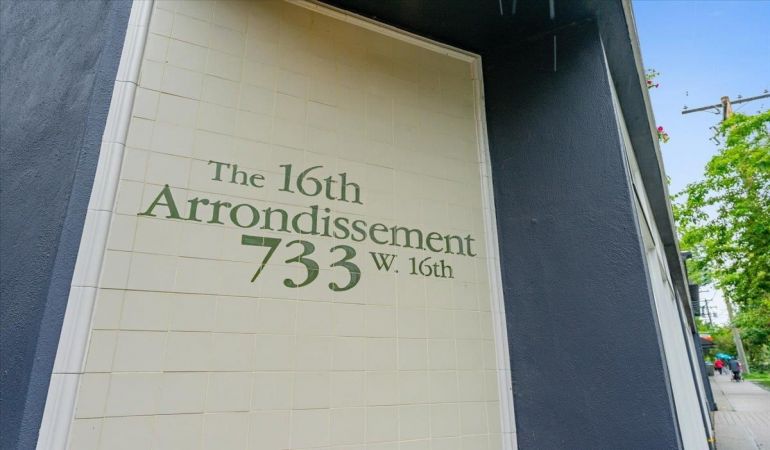 The 16th
Arrondissement
733 W. 16th